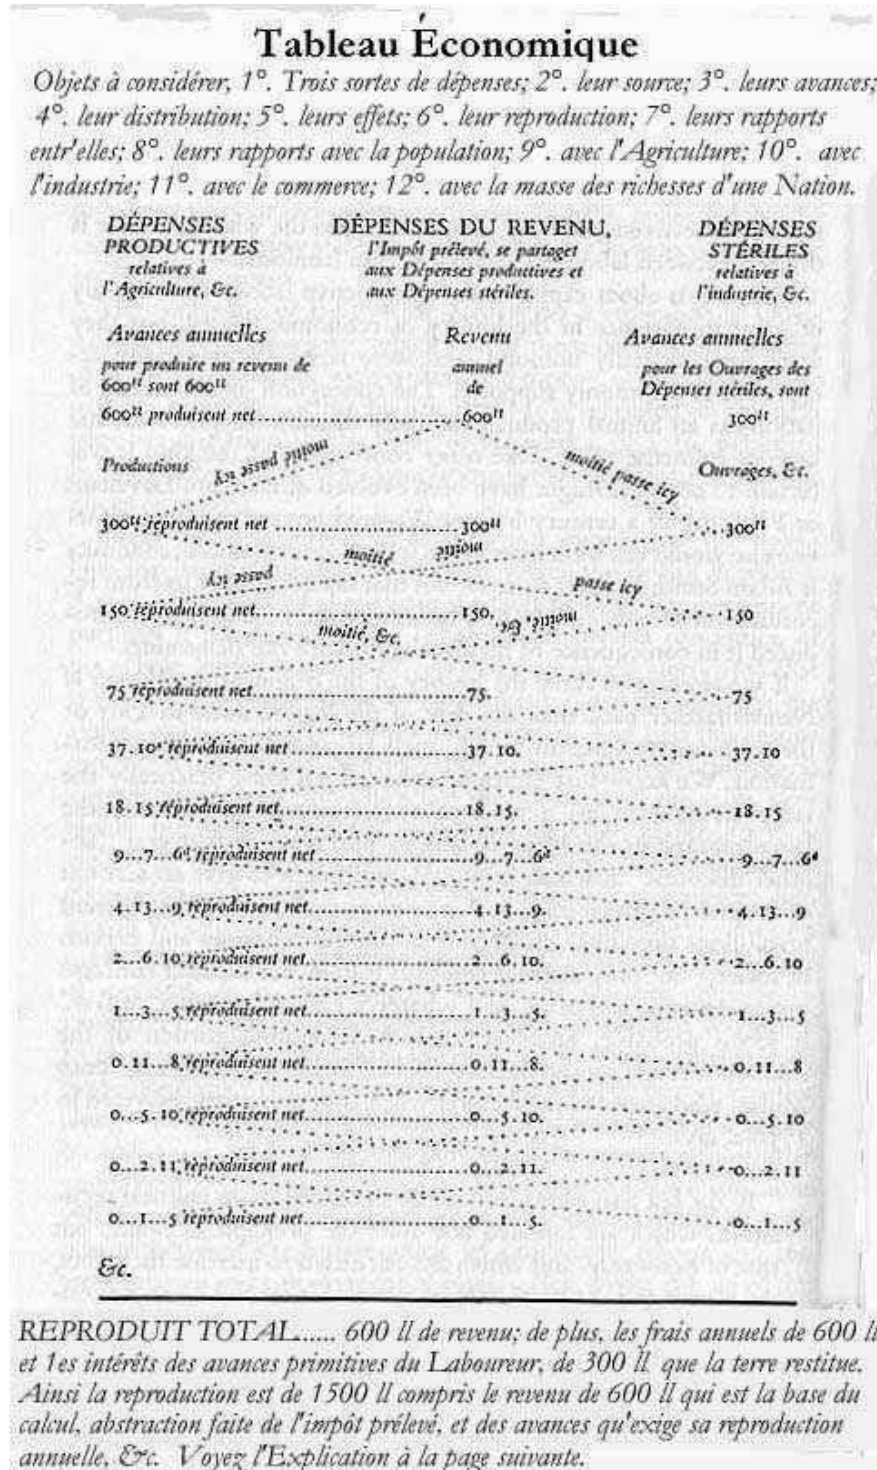 Tableau Économique
Objets à considérer, 1°. Trois sortes de dépenses; 2°. leur source; 3°. leurs avances;
4°. leur distribution; 5°. leurs effets; 6°. leur reproduction; 7°. leurs rapports
entr'elles; 8°. leurs rapports avec la population; 9°. avec l'Agriculture; 10°. avec
l'industrie; 11°. avec le commerce; 12°. avec la masse des richesses d'une Nation.
DÉPENSES
PRODUCTIVES
relatives à
l'Agriculture, &c.
DÉPENSES DU REVENU,
l'Impôt prélevé, se partaget
aux Dépenses productives et
aux Dépenses stériles.
DÉPENSES
STÉRILES
relatives à
l'industrie, &c.
Avances annuelles
pour produire un revenu de
600ll sont 600ll
Revenu
annuel
de
Avances annuelles
pour les Ouvrages des
Dépenses stériles, sont
600ll produisent net..............................600ll 300ll
moitié passe icy moitié passe icy
Productions Ouvrages, &c.
300ll reproduisent net ..............................300ll 300ll
moitié moitié
passe icy passe icy
150 reproduisent net..............................150. 150
moitié, &c. moitié, &c.
75 reproduisent net..............................75. 75
37.10s reproduisent net..............................37.10. 37.10
18.15 reproduisent net..............................18.15. 18.15
9...7...6d reproduisent net..............................9...7...6d 9...7...6d
4.13...9 reproduisent net..............................4.13...9. 4.13...9
2...6.10 reproduisent net..............................2...6.10. 2...6.10
1...3...5 reproduisent net..............................1...3...5. 1...3...5
0.11...8 reproduisent net..............................0.11...8. 0.11...8
0...5.10 reproduisent net..............................0...5.10. 0...5.10
0...2.11 reproduisent net..............................0...2.11. 0...2.11
0...1...5 reproduisent net..............................0...1...5. 0...1...5
&c.
REPRODUIT TOTAL...... 600 ll de revenu; de plus, les frais annuels de 600 ll
et les intérêts des avances primitives du Laboureur, de 300 ll que la terre restitue.
Ainsi la reproduction est de 1500 ll compris le revenu de 600 ll qui est la base du
calcul, abstraction faite de l'impôt prélevé, et des avances qu'exige sa reproduction
annuelle, &c. Voyez l'Explication à la page suivante.